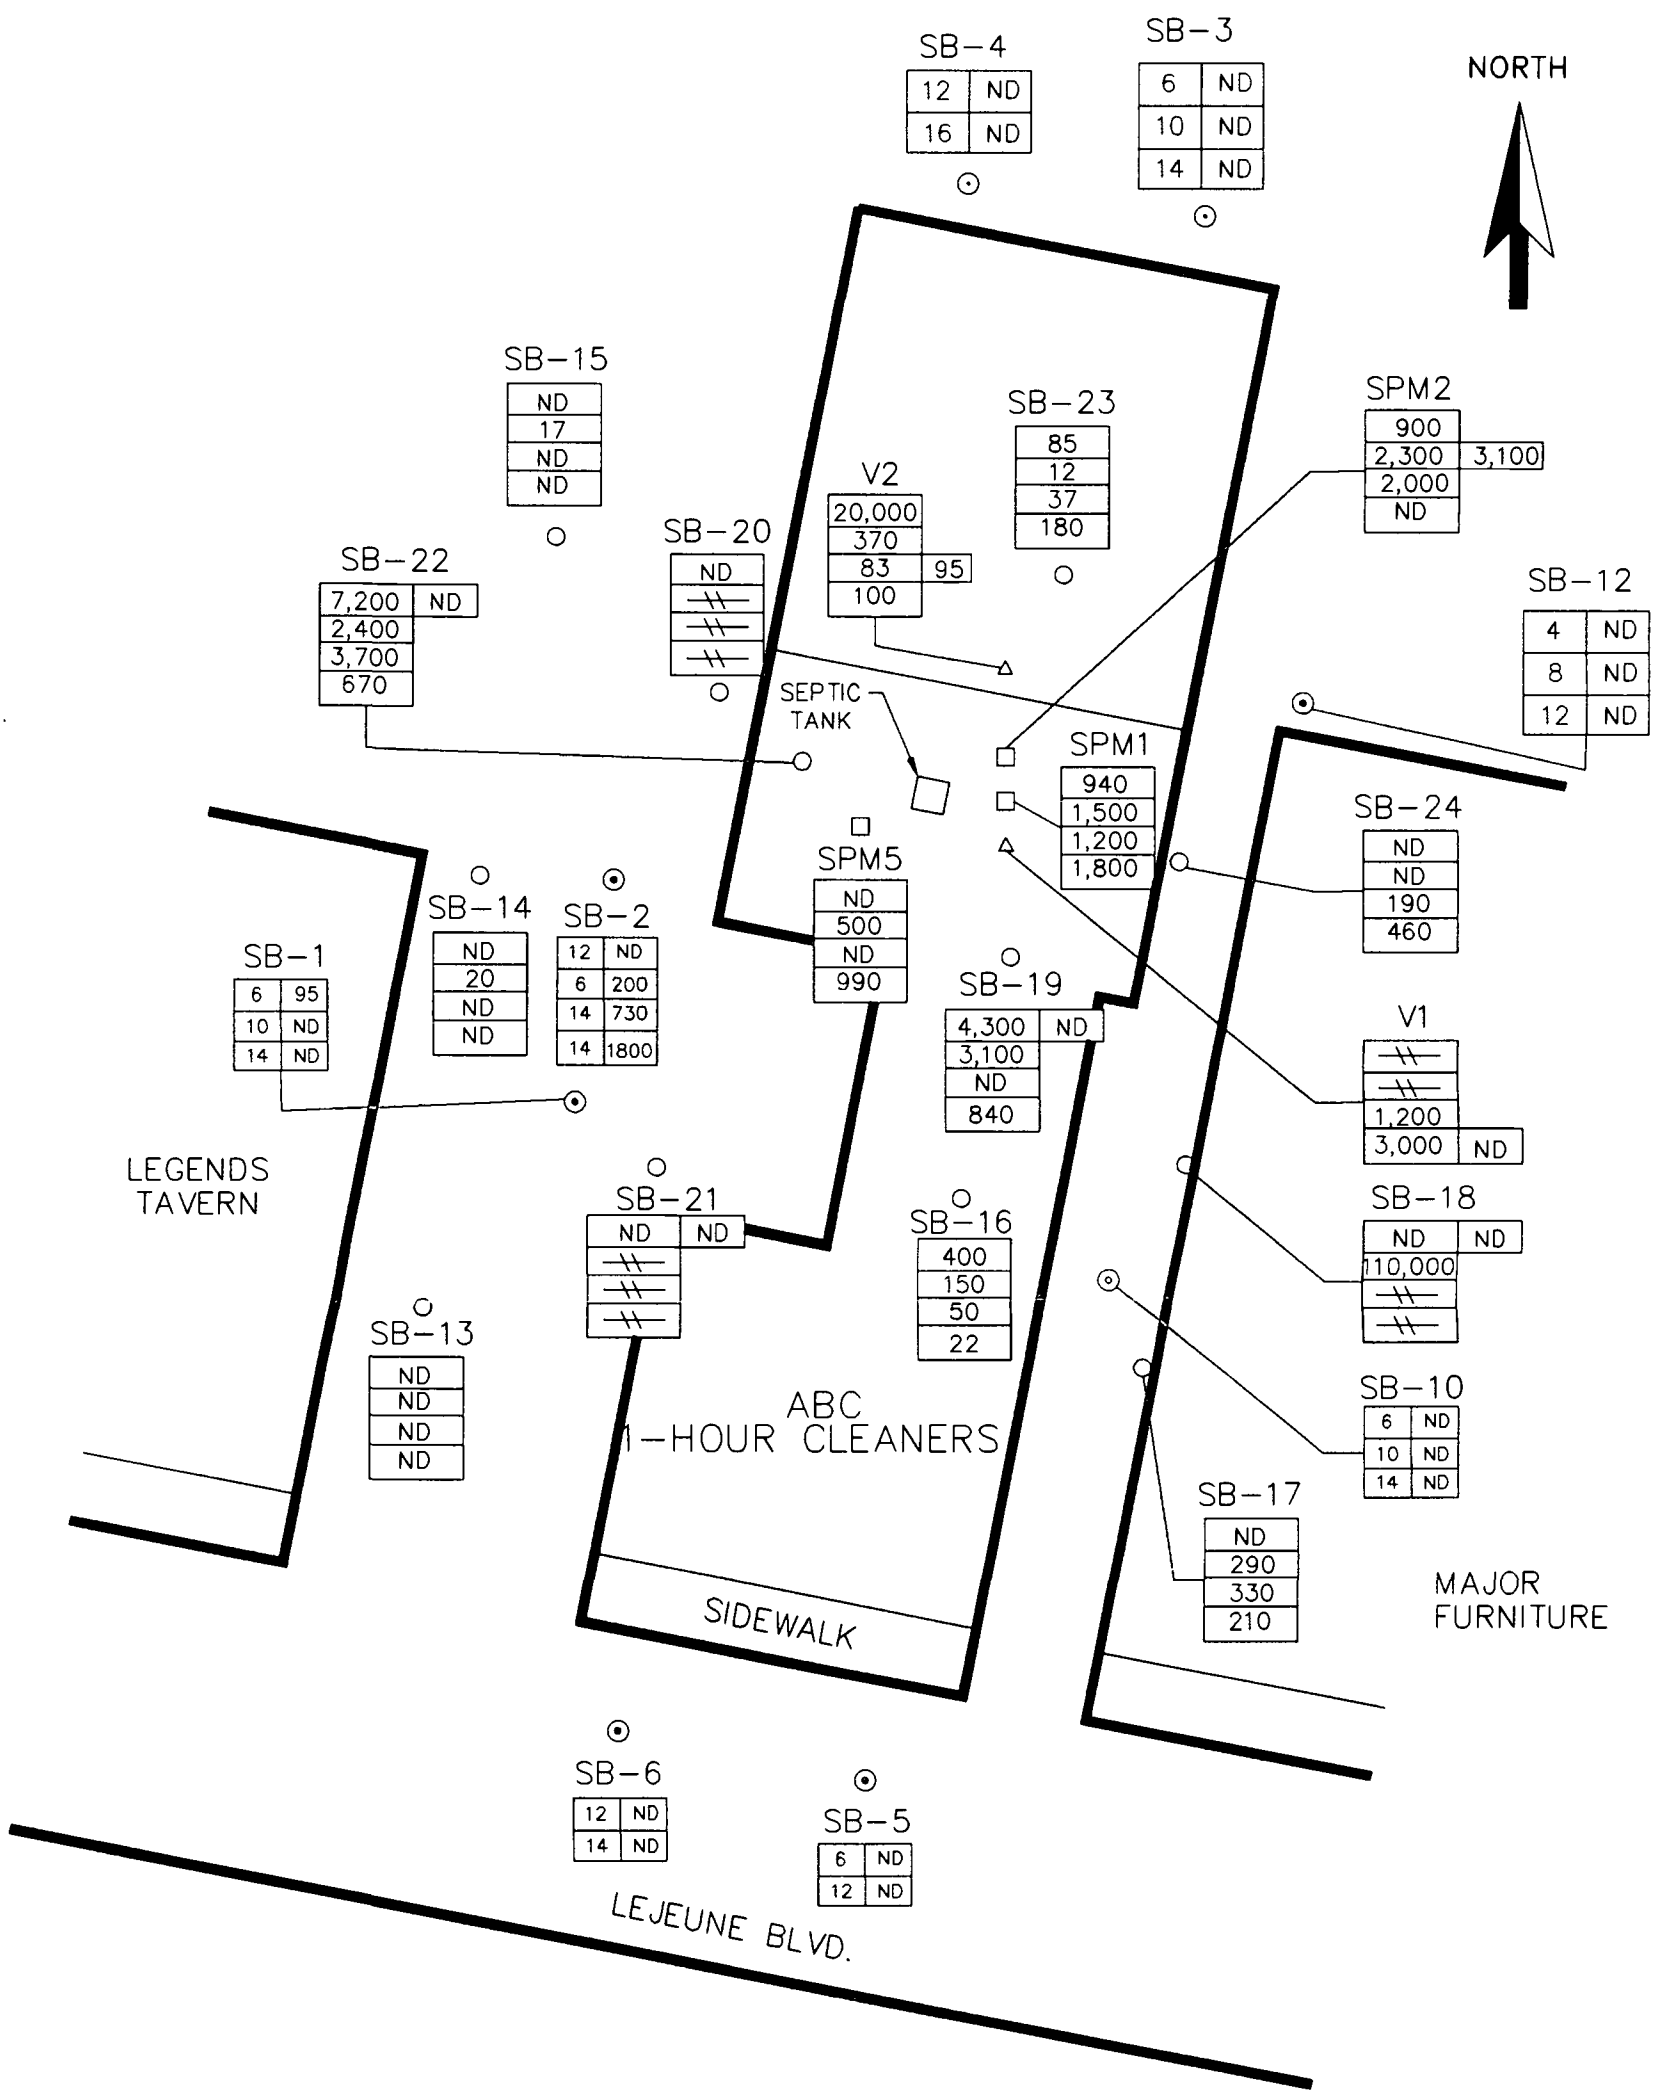 SB-4
12 ND
16 ND
SB-3
6 ND
10 ND
14 ND
NORTH
SB-15
ND
17
ND
ND
SB-23
85
12
37
180
SPM2
900
2,300 3,100
2,000
ND
V2
20,000
370
83 95
100
SB-20
ND
SB-22
7,200 ND
2,400
3,700
670
SB-12
4 ND
8 ND
12 ND
SEPTIC
TANK
SPM1
940
1,500
1,200
1,800
SB-24
ND
ND
190
460
SPM5
ND
500
ND
990
SB-14
ND
20
ND
ND
SB-2
12 ND
6 200
14 730
14 1800
SB-1
6 95
10 ND
14 ND
SB-19
4,300 ND
3,100
ND
840
V1
1,200
3,000 ND
LEGENDS
TAVERN
SB-21
ND ND
SB-16
400
150
50
22
SB-18
ND ND
110,000
SB-13
ND
ND
ND
ND
SB-10
6 ND
10 ND
14 ND
ABC
1-HOUR CLEANERS
SB-17
ND
290
330
210
MAJOR
FURNITURE
SIDEWALK
SB-6
12 ND
14 ND
SB-5
6 ND
12 ND
LEJEUNE BLVD.